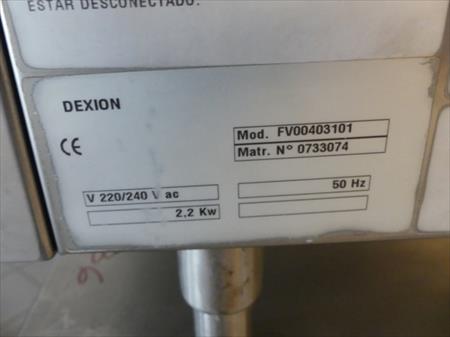 ESTAR DESCONECTADO.
DEXION
CE
Mod. FV00403101
Matr. N° 0733074
V 220/240 V ac
50 Hz
2,2 Kw